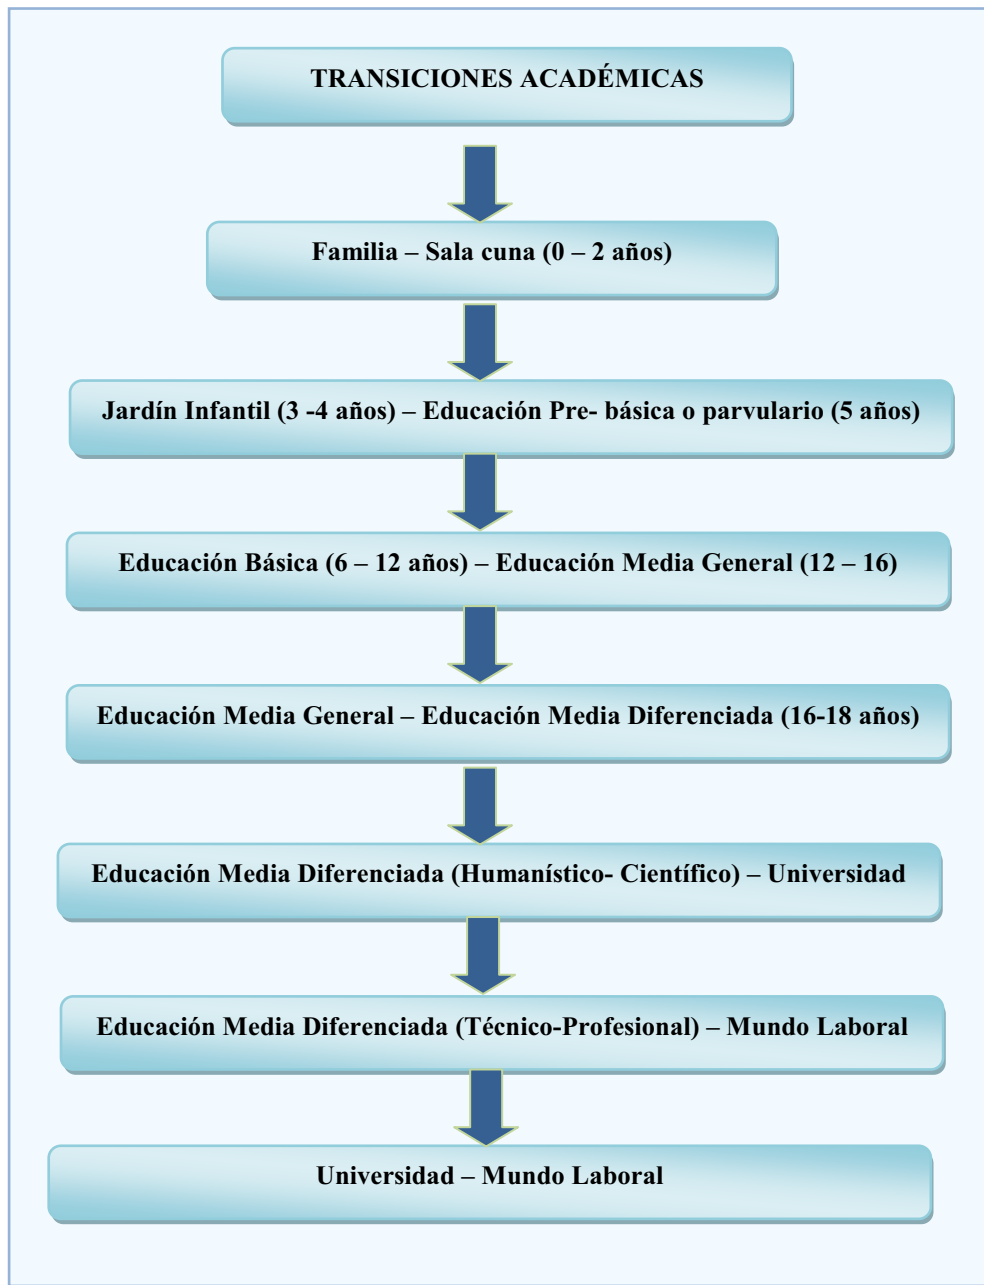 TRANSICIONES ACADÉMICAS
Familia – Sala cuna (0 – 2 años)
Jardín Infantil (3 -4 años) – Educación Pre- básica o parvulario (5 años)
Educación Básica (6 – 12 años) – Educación Media General (12 – 16)
Educación Media General – Educación Media Diferenciada (16-18 años)
Educación Media Diferenciada (Humanístico- Científico) – Universidad
Educación Media Diferenciada (Técnico-Profesional) – Mundo Laboral
Universidad – Mundo Laboral